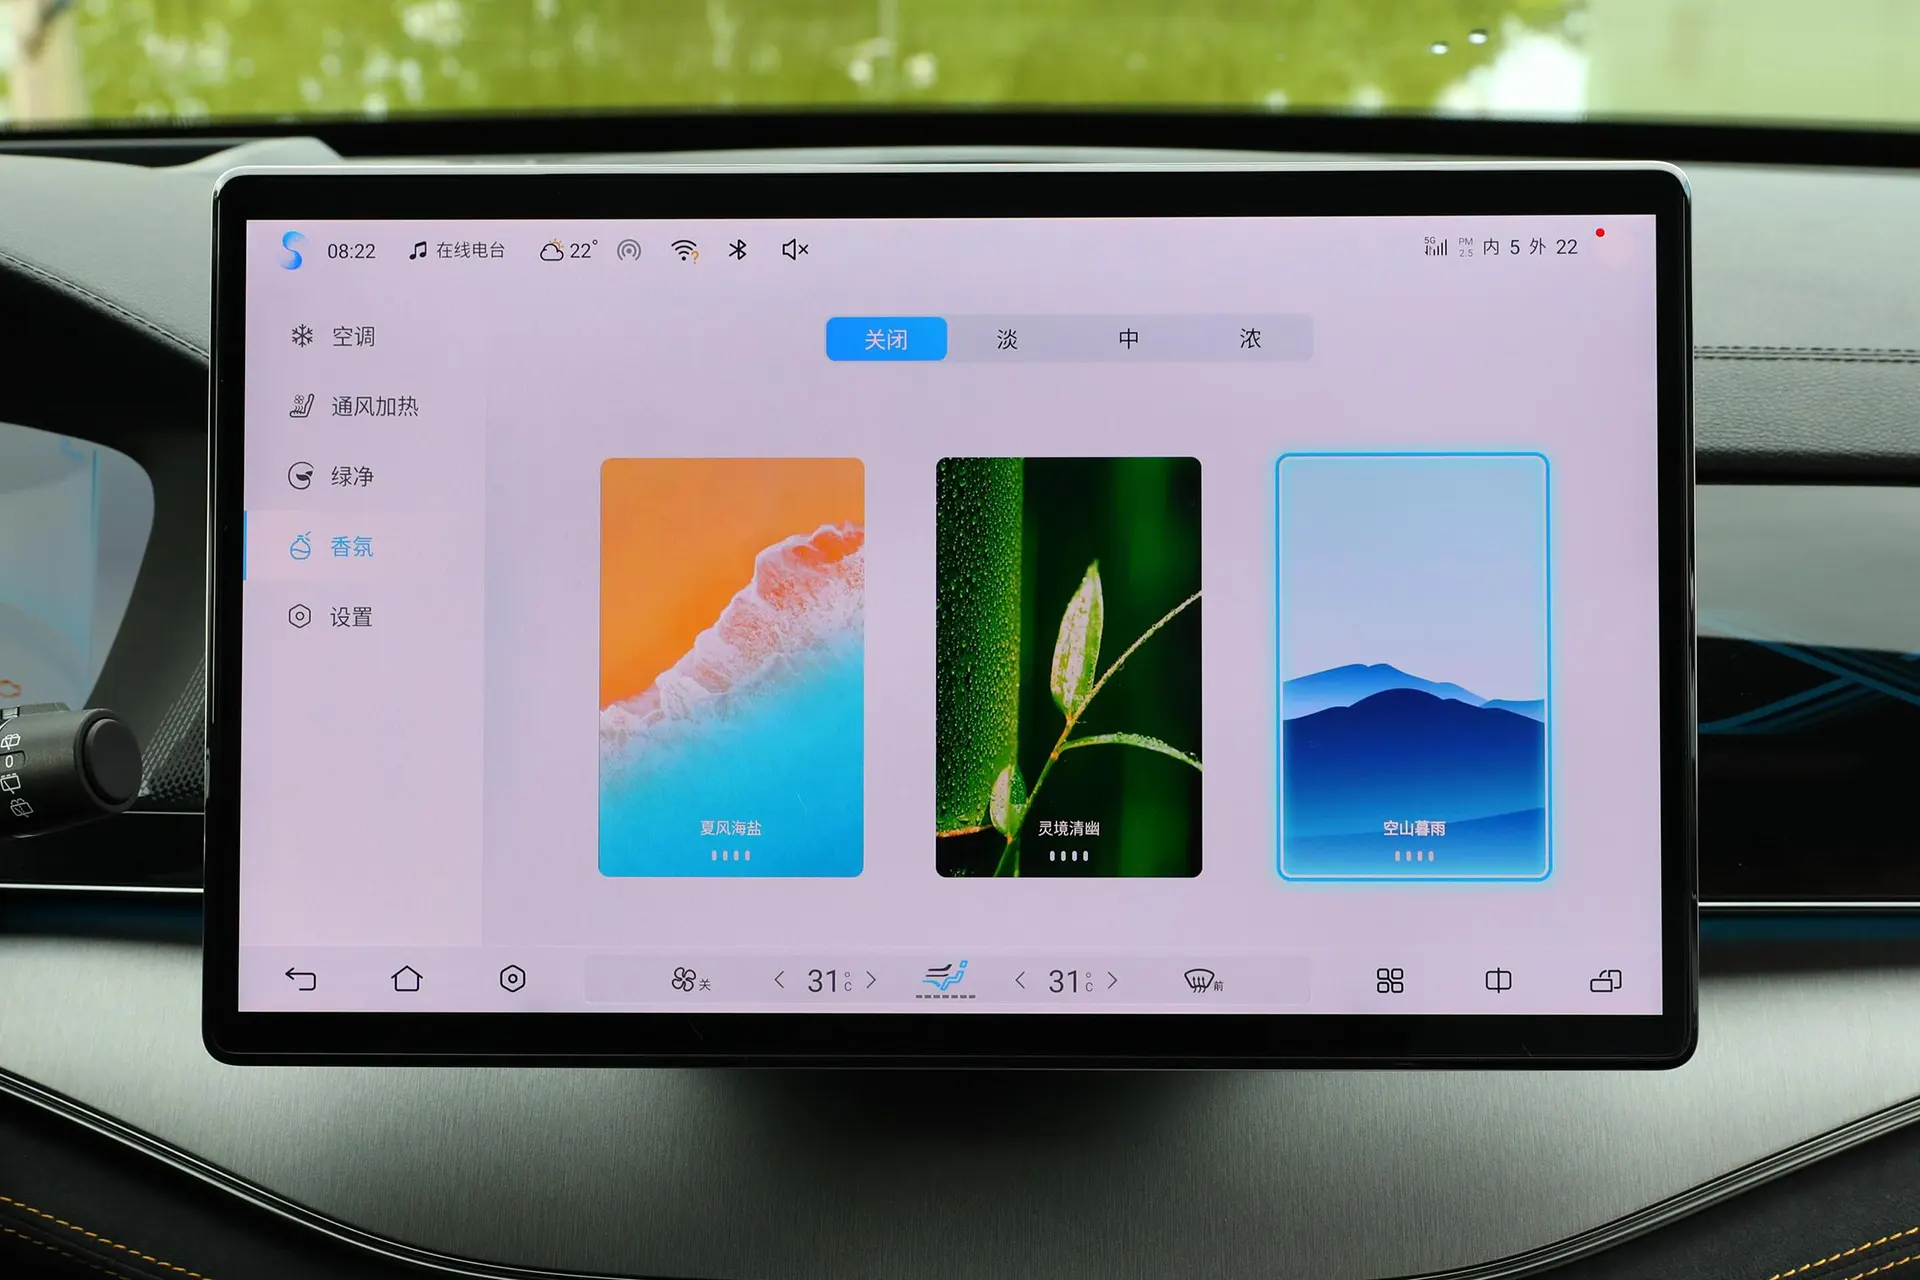 08:22 在线电台 22° 5G PM 2.5 内 5 外 22
空调
通风加热
绿净
香氛
设置
关闭 淡 中 浓
夏风海盐
灵境清幽
空山暮雨
关 31°C 31°C 前
0